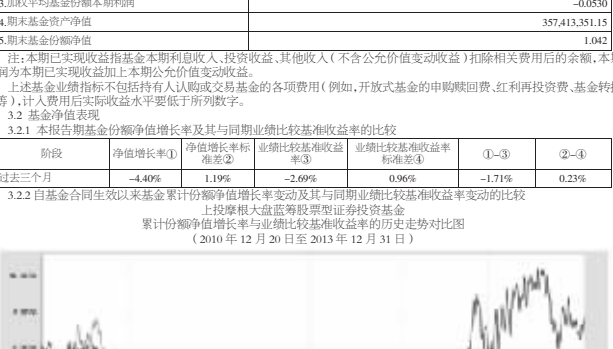 3.加权平均基金份额本期利润 -0.0530
4.期末基金资产净值 357,413,351.15
5.期末基金份额净值 1.042
注:本期已实现收益指基金本期利息收入、投资收益、其他收入(不含公允价值变动收益)扣除相关费用后的余额,本期
润为本期已实现收益加上本期公允价值变动收益。
上述基金业绩指标不包括持有人认购或交易基金的各项费用(例如,开放式基金的申购赎回费、红利再投资费、基金转换
等),计入费用后实际收益水平要低于所列数字。
3.2 基金净值表现
3.2.1 本报告期基金份额净值增长率及其与同期业绩比较基准收益率的比较
阶段 净值增长率① 净值增长率标准差② 业绩比较基准收益率③ 业绩比较基准收益率标准差④ ①-③ ②-④
过去三个月 -4.40% 1.19% -2.69% 0.96% -1.71% 0.23%
3.2.2 自基金合同生效以来基金累计份额净值增长率变动及其与同期业绩比较基准收益率变动的比较
上投摩根大盘蓝筹股票型证券投资基金
累计份额净值增长率与业绩比较基准收益率的历史走势对比图
(2010 年 12 月 20 日至 2013 年 12 月 31 日)